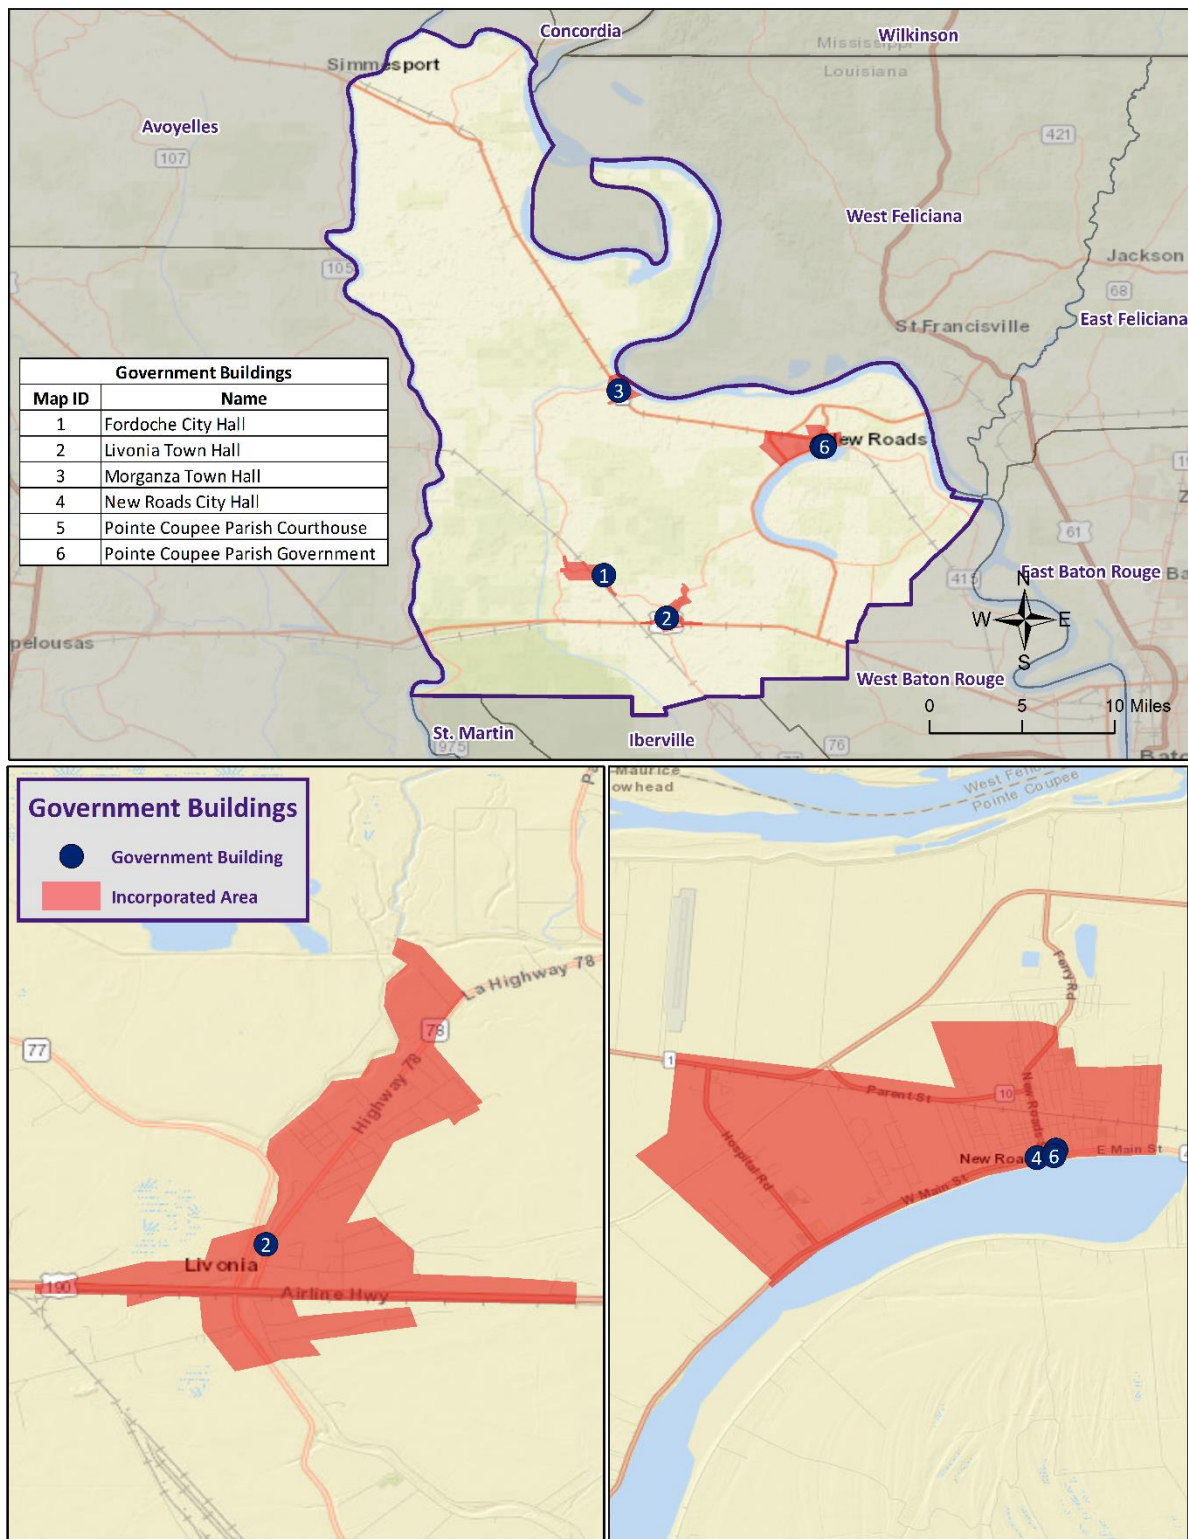 Concordia
Wilkinson
Mississippi
Louisiana
Simmesport
Avoyelles
107
421
West Feliciana
105
Jackson
68
East Feliciana
St Francisville
Government Buildings
Map ID Name
1 Fordoche City Hall
2 Livonia Town Hall
3 Morganza Town Hall
4 New Roads City Hall
5 Pointe Coupee Parish Courthouse
6 Pointe Coupee Parish Government
3
6
ew Roads
61
1
2
415
East Baton Rouge
N
W E
S
pelousas
West Baton Rouge
0 5 10 Miles
St. Martin
975
Iberville
76
Government Buildings
Government Building
Incorporated Area
La Highway 78
78
77
Highway 78
2
Livonia
190
Airline Hwy
Maurice
owhead
Pointe Coupee
Ferry Rd
1
Parent St
10
New Roads
Hospital Rd
New Roa
4
6
E Main St
W Main St